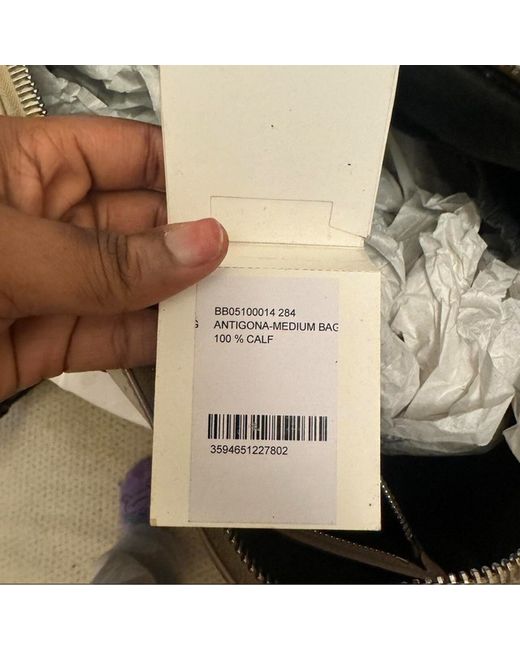 BB05100014 284
S ANTIGONA-MEDIUM BAG
100 % CALF
3594651227802